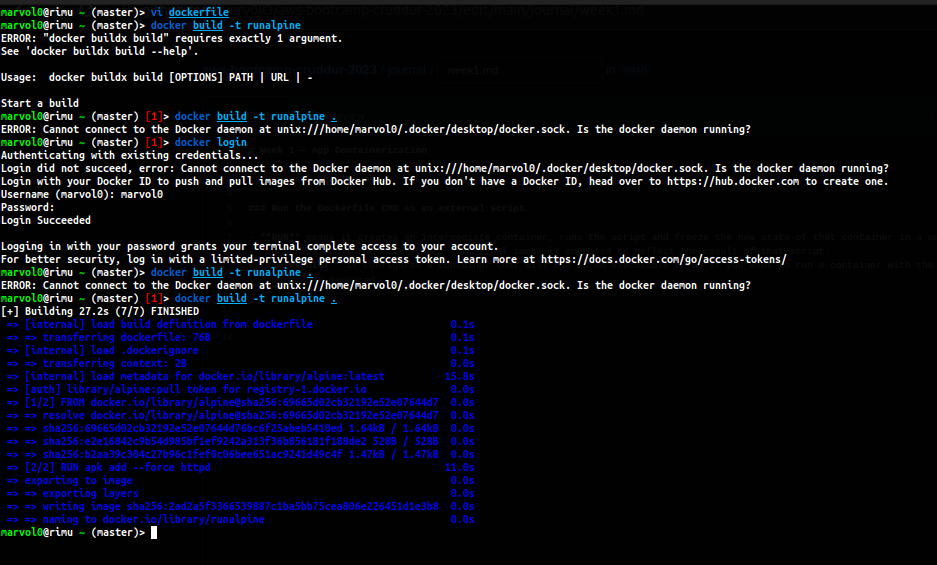 marvol0@rimu ~ (master)> vi dockerfile
marvol0@rimu ~ (master)> docker build -t runalpine
ERROR: "docker buildx build" requires exactly 1 argument.
See 'docker buildx build --help'.
Usage:  docker buildx build [OPTIONS] PATH | URL | -
Start a build
marvol0@rimu ~ (master) [1]> docker build -t runalpine .
ERROR: Cannot connect to the Docker daemon at unix:///home/marvol0/.docker/desktop/docker.sock. Is the docker daemon running?
marvol0@rimu ~ (master) [1]> docker login
Authenticating with existing credentials...
Login did not succeed, error: Cannot connect to the Docker daemon at unix:///home/marvol0/.docker/desktop/docker.sock. Is the docker daemon running?
Login with your Docker ID to push and pull images from Docker Hub. If you don't have a Docker ID, head over to https://hub.docker.com to create one.
Username (marvol0): marvol0
Password:
Login Succeeded
Logging in with your password grants your terminal complete access to your account.
For better security, log in with a limited-privilege personal access token. Learn more at https://docs.docker.com/go/access-tokens/
marvol0@rimu ~ (master)> docker build -t runalpine .
ERROR: Cannot connect to the Docker daemon at unix:///home/marvol0/.docker/desktop/docker.sock. Is the docker daemon running?
marvol0@rimu ~ (master) [1]> docker build -t runalpine .
[+] Building 27.2s (7/7) FINISHED
=> [internal] load build definition from dockerfile 0.1s
=> => transferring dockerfile: 76B 0.0s
=> [internal] load .dockerignore 0.1s
=> => transferring context: 2B 0.0s
=> [internal] load metadata for docker.io/library/alpine:latest 15.8s
=> [auth] library/alpine:pull token for registry-1.docker.io 0.0s
=> [1/2] FROM docker.io/library/alpine@sha256:69665d02cb32192e52e07644d7 0.0s
=> => resolve docker.io/library/alpine@sha256:69665d02cb32192e52e07644d7 0.0s
=> => sha256:69665d02cb32192e52e07644d76bc6f25abeb5410ed 1.64kB / 1.64kB 0.0s
=> => 528B / 528B 0.0s
=> => 1.47kB / 1.47kB 0.0s
=> [2/2] RUN apk add --force httpd 11.0s
=> exporting to image 0.0s
=> => exporting layers 0.0s
=> => writing image 0.0s
=> => naming to docker.io/library/runalpine 0.0s
marvol0@rimu ~ (master)>